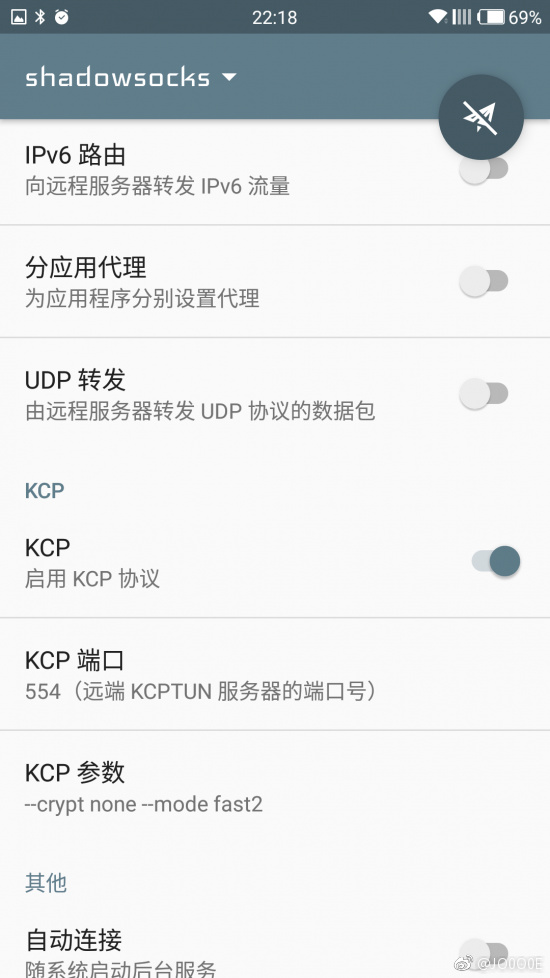 22:18
69%
shadowsocks
IPv6 路由
向远程服务器转发 IPv6 流量
分应用代理
为应用程序分别设置代理
UDP 转发
由远程服务器转发 UDP 协议的数据包
KCP
KCP
启用 KCP 协议
KCP 端口
554（远端 KCPTUN 服务器的端口号）
KCP 参数
--crypt none --mode fast2
其他
自动连接
随系统启动后台服务